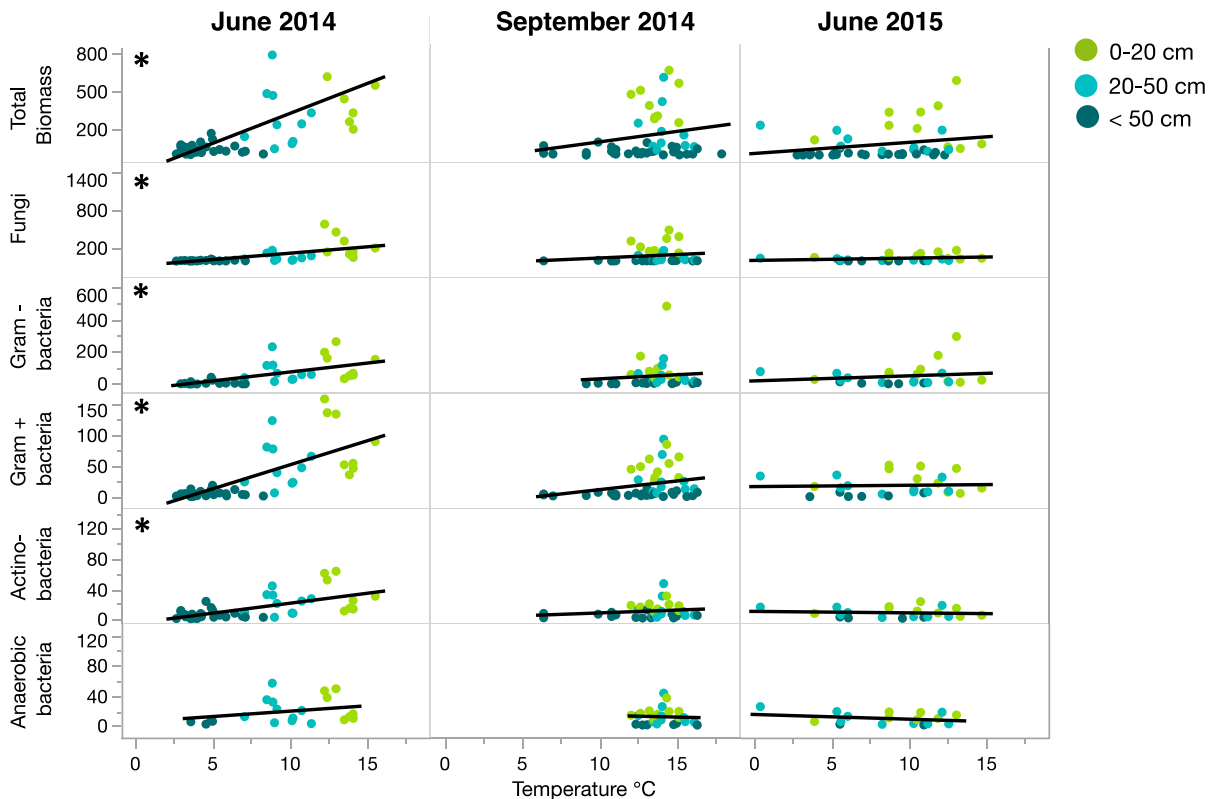 June 2014
September 2014
June 2015
0-20 cm
20-50 cm
< 50 cm
Total
Biomass
800
500
200
*
Fungi
1400
800
200
*
Gram -
bacteria
600
400
200
0
*
Gram +
bacteria
150
100
50
0
*
Actino-
bacteria
120
80
40
0
*
Anaerobic
bacteria
120
80
40
0
0 5 10 15 0 5 10 15 0 5 10 15
Temperature °C